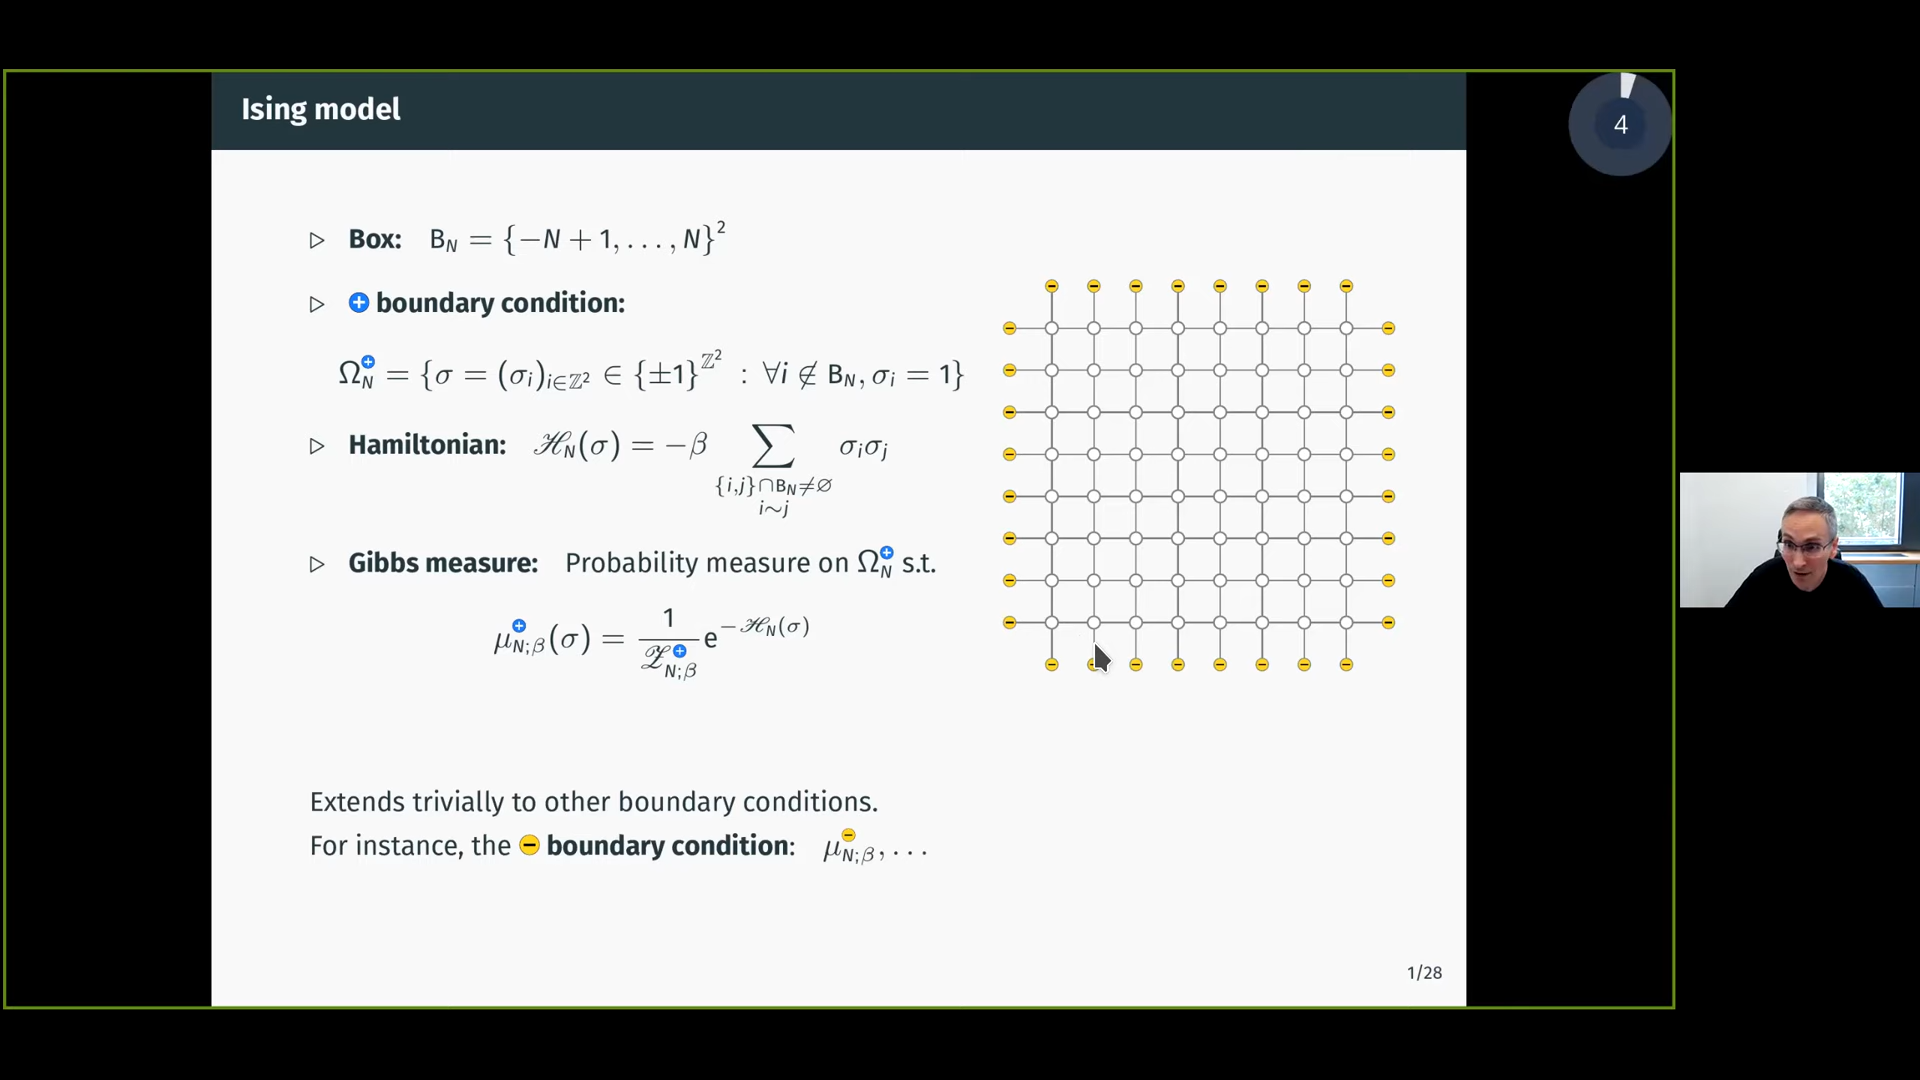 Ising model
4
▷ Box: B_N = {−N + 1, . . . , N}²
▷ ⊕ boundary condition:
Ω_N^⊕ = {σ = (σ_i)_{i∈ℤ²} ∈ {±1}^{ℤ²} : ∀i ∉ B_N, σ_i = 1}
▷ Hamiltonian: ℋ_N(σ) = −β ∑_{{i,j}∩B_N≠∅, i∼j} σ_iσ_j
▷ Gibbs measure: Probability measure on Ω_N^⊕ s.t.
μ_{N;β}^⊕(σ) = 1/𝒵_{N;β}^⊕ e^{−ℋ_N(σ)}
Extends trivially to other boundary conditions.
For instance, the ⊖ boundary condition: μ_{N;β}^⊖, . . .
1/28